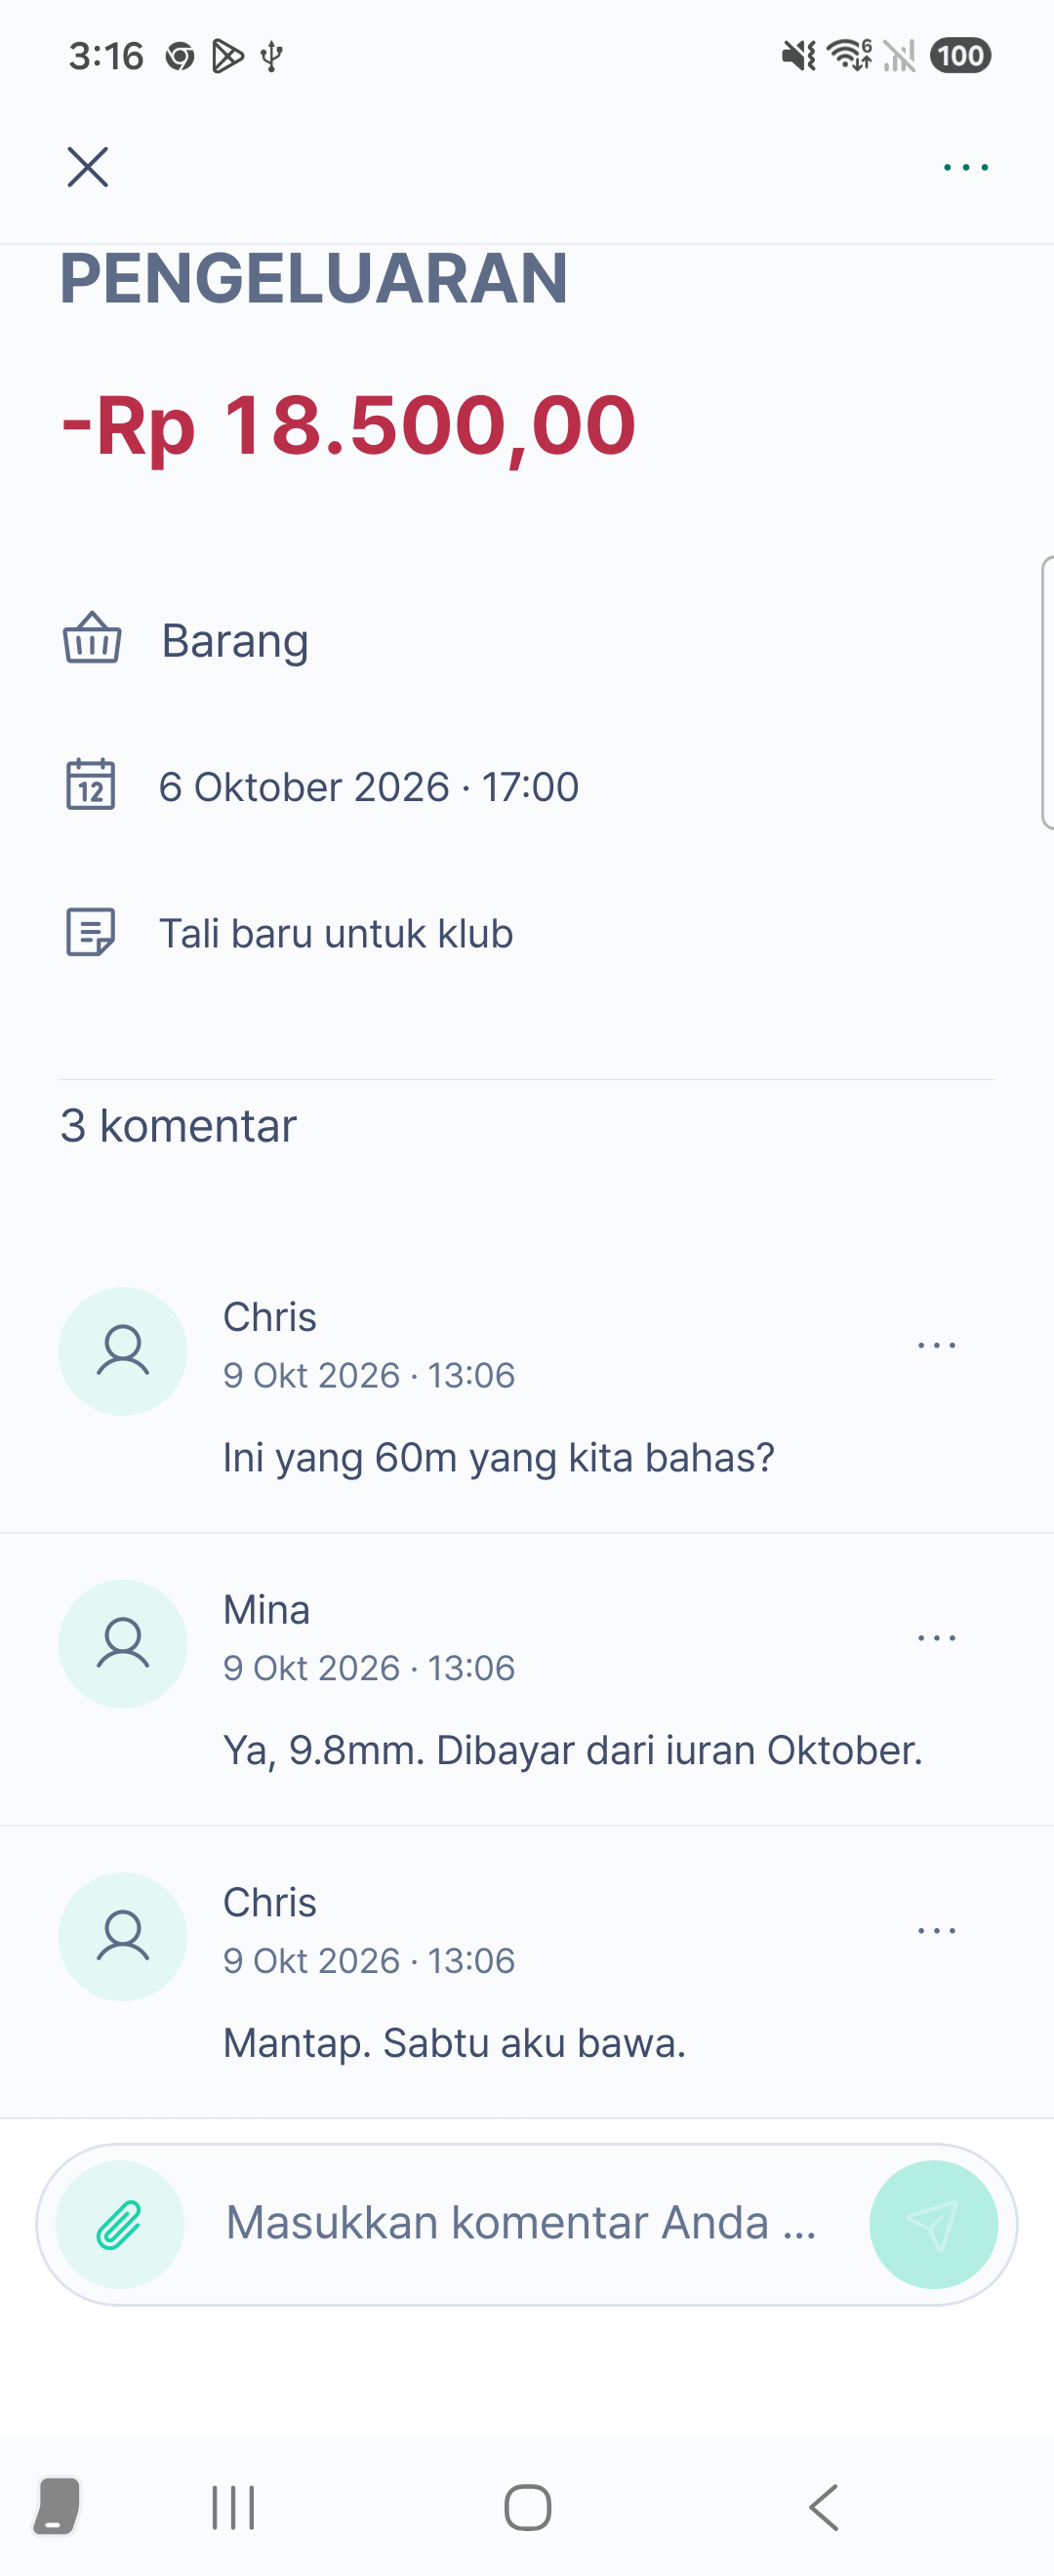 3:16
6
100
PENGELUARAN
-Rp 18.500,00
Barang
12
6 Oktober 2026 · 17:00
Tali baru untuk klub
3 komentar
Chris
9 Okt 2026 · 13:06
Ini yang 60m yang kita bahas?
Mina
9 Okt 2026 · 13:06
Ya, 9.8mm. Dibayar dari iuran Oktober.
Chris
9 Okt 2026 · 13:06
Mantap. Sabtu aku bawa.
Masukkan komentar Anda ...